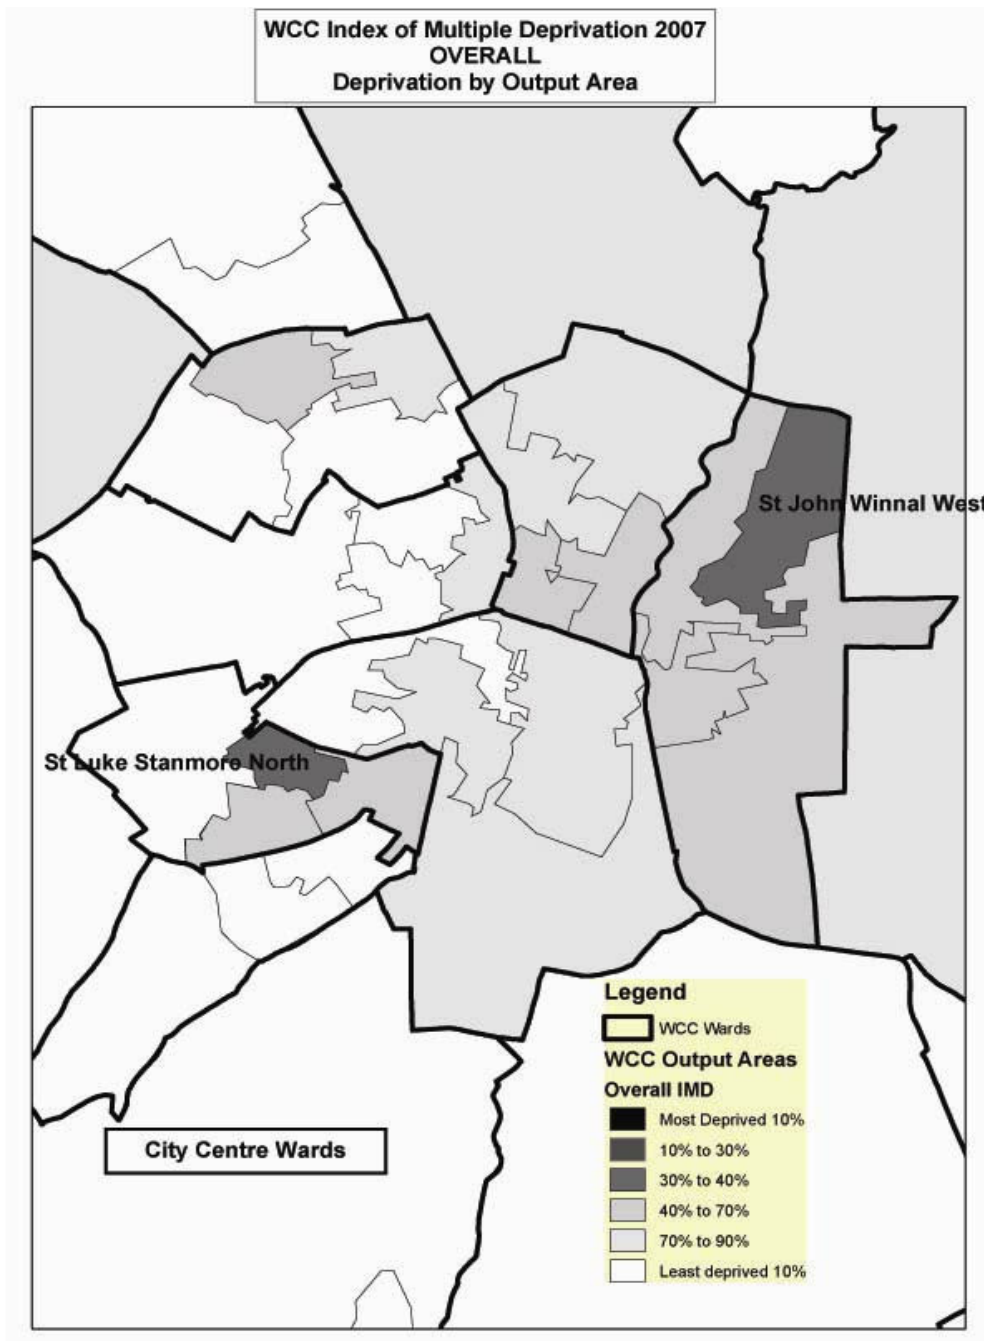 WCC Index of Multiple Deprivation 2007
OVERALL
Deprivation by Output Area
St John Winnal West
St Luke Stanmore North
Legend
WCC Wards
WCC Output Areas
Overall IMD
Most Deprived 10%
10% to 30%
30% to 40%
40% to 70%
70% to 90%
Least deprived 10%
City Centre Wards